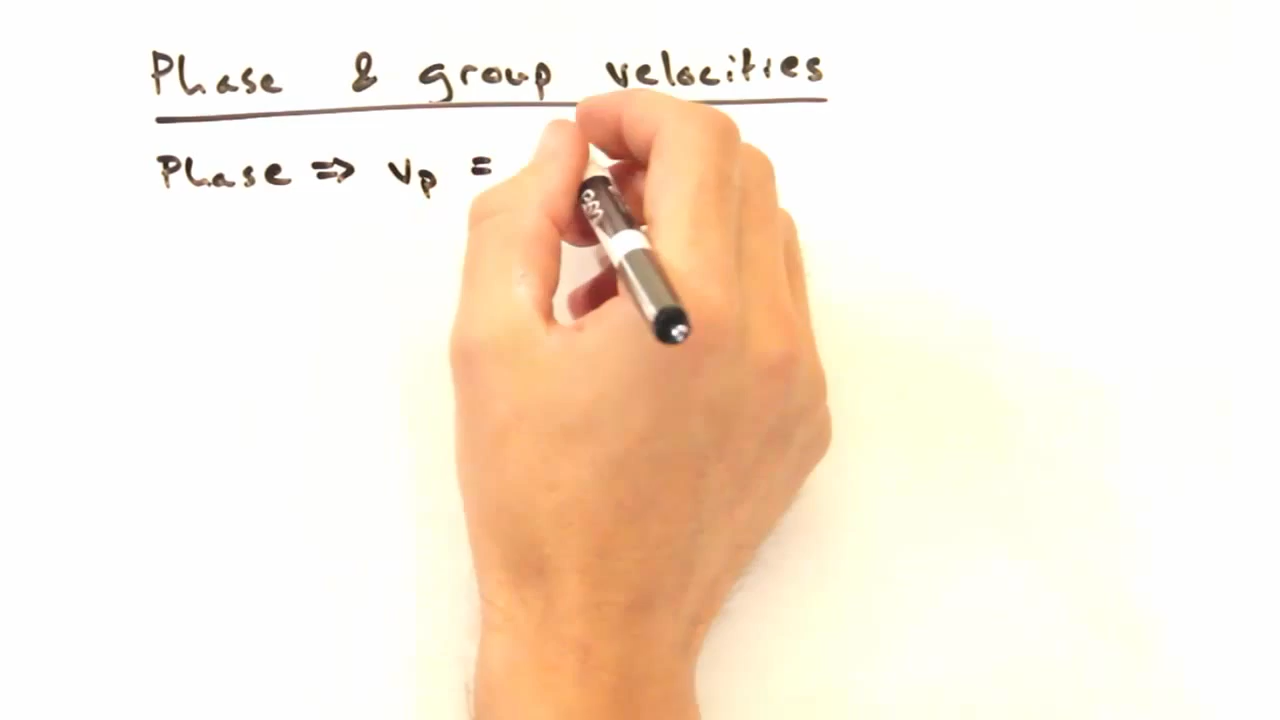 Phase & group velocities
Phase ⇒ vₚ =